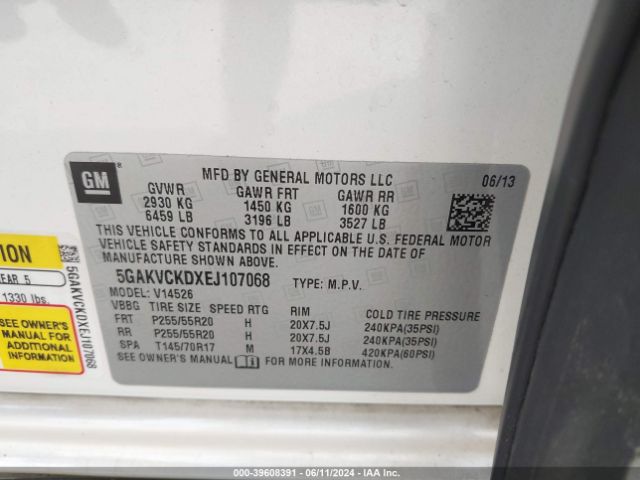 GM
MFD BY GENERAL MOTORS LLC
06/13
GVWR GAWR FRT GAWR RR
2930 KG 1450 KG 1600 KG
6459 LB 3196 LB 3527 LB
THIS VEHICLE CONFORMS TO ALL APPLICABLE U.S. FEDERAL MOTOR
VEHICLE SAFETY STANDARDS IN EFFECT ON THE DATE OF
MANUFACTURE SHOWN ABOVE.
5GAKVCKDXEJ107068 TYPE: M.P.V.
MODEL: V14526
VBBG TIRE SIZE SPEED RTG RIM COLD TIRE PRESSURE
FRT P255/55R20 H 20X7.5J 240KPA(35PSI)
RR P255/55R20 H 20X7.5J 240KPA(35PSI)
SPA T145/70R17 M 17X4.5B 420KPA(60PSI)
SEE OWNER'S MANUAL FOR MORE INFORMATION.
TION
EAR 5
1330 lbs.
SEE OWNER'S
MANUAL FOR
ADDITIONAL
INFORMATION
5GAKVCKDXEJ107068
000-39608391 - 06/11/2024 - IAA Inc.